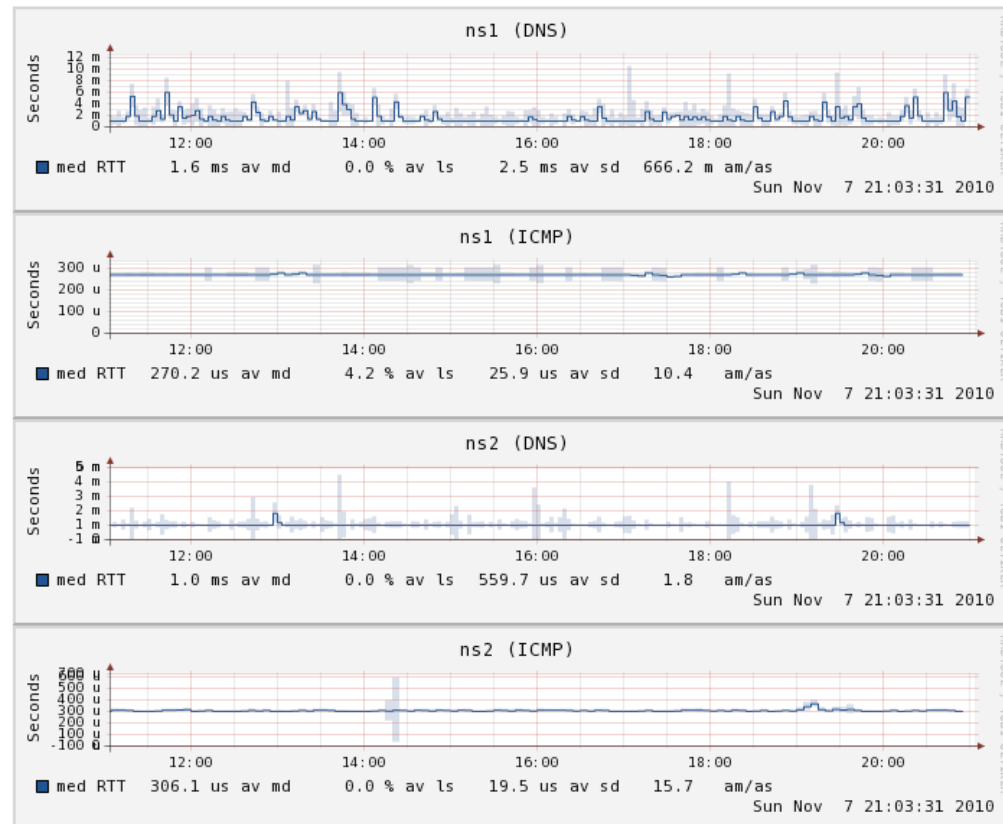 ns1 (DNS)
Seconds
12 m
10 m
8 m
6 m
4 m
2 m
0
12:00 14:00 16:00 18:00 20:00
med RTT 1.6 ms av md 0.0 % av ls 2.5 ms av sd 666.2 m am/as
Sun Nov 7 21:03:31 2010
ns1 (ICMP)
Seconds
300 u
200 u
100 u
0
12:00 14:00 16:00 18:00 20:00
med RTT 270.2 us av md 4.2 % av ls 25.9 us av sd 10.4 am/as
Sun Nov 7 21:03:31 2010
ns2 (DNS)
Seconds
5 m
4 m
3 m
2 m
1 m
12:00 14:00 16:00 18:00 20:00
med RTT 1.0 ms av md 0.0 % av ls 559.7 us av sd 1.8 am/as
Sun Nov 7 21:03:31 2010
ns2 (ICMP)
Seconds
500 u
400 u
300 u
100 u
12:00 14:00 16:00 18:00 20:00
med RTT 306.1 us av md 0.0 % av ls 19.5 us av sd 15.7 am/as
Sun Nov 7 21:03:31 2010